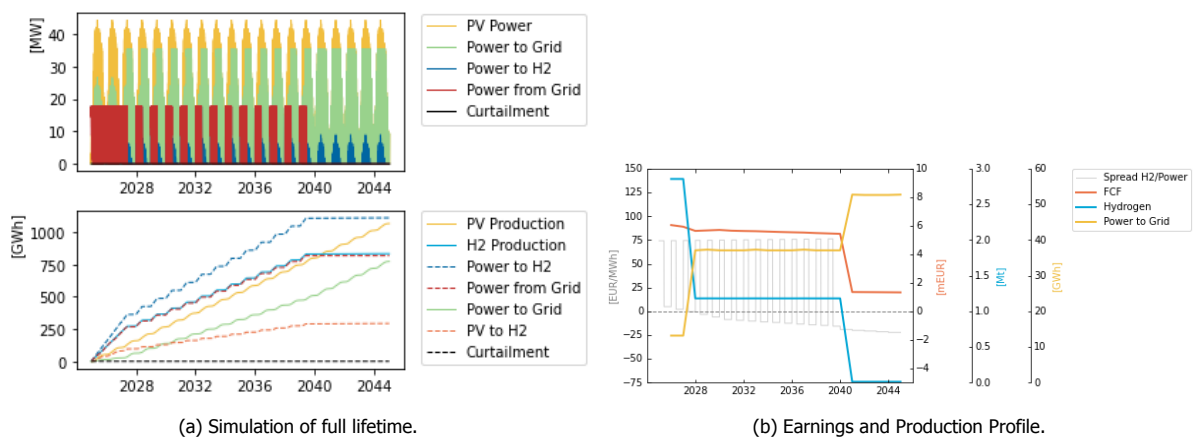 [MW]
40
30
20
10
0
2028 2032 2036 2040 2044
PV Power
Power to Grid
Power to H2
Power from Grid
Curtailment
[GWh]
1000
750
500
250
0
2028 2032 2036 2040 2044
PV Production
H2 Production
Power to H2
Power from Grid
Power to Grid
PV to H2
Curtailment
(a) Simulation of full lifetime.
[EUR/MWh]
150
125
100
75
50
25
0
−25
−50
−75
2028 2032 2036 2040 2044
10
8
6
4
2
0
−2
−4
[mEUR]
3.0
2.5
2.0
1.5
1.0
0.5
0.0
[Mt]
60
50
40
30
20
10
0
[GWh]
Spread H2/Power
FCF
Hydrogen
Power to Grid
(b) Earnings and Production Profile.